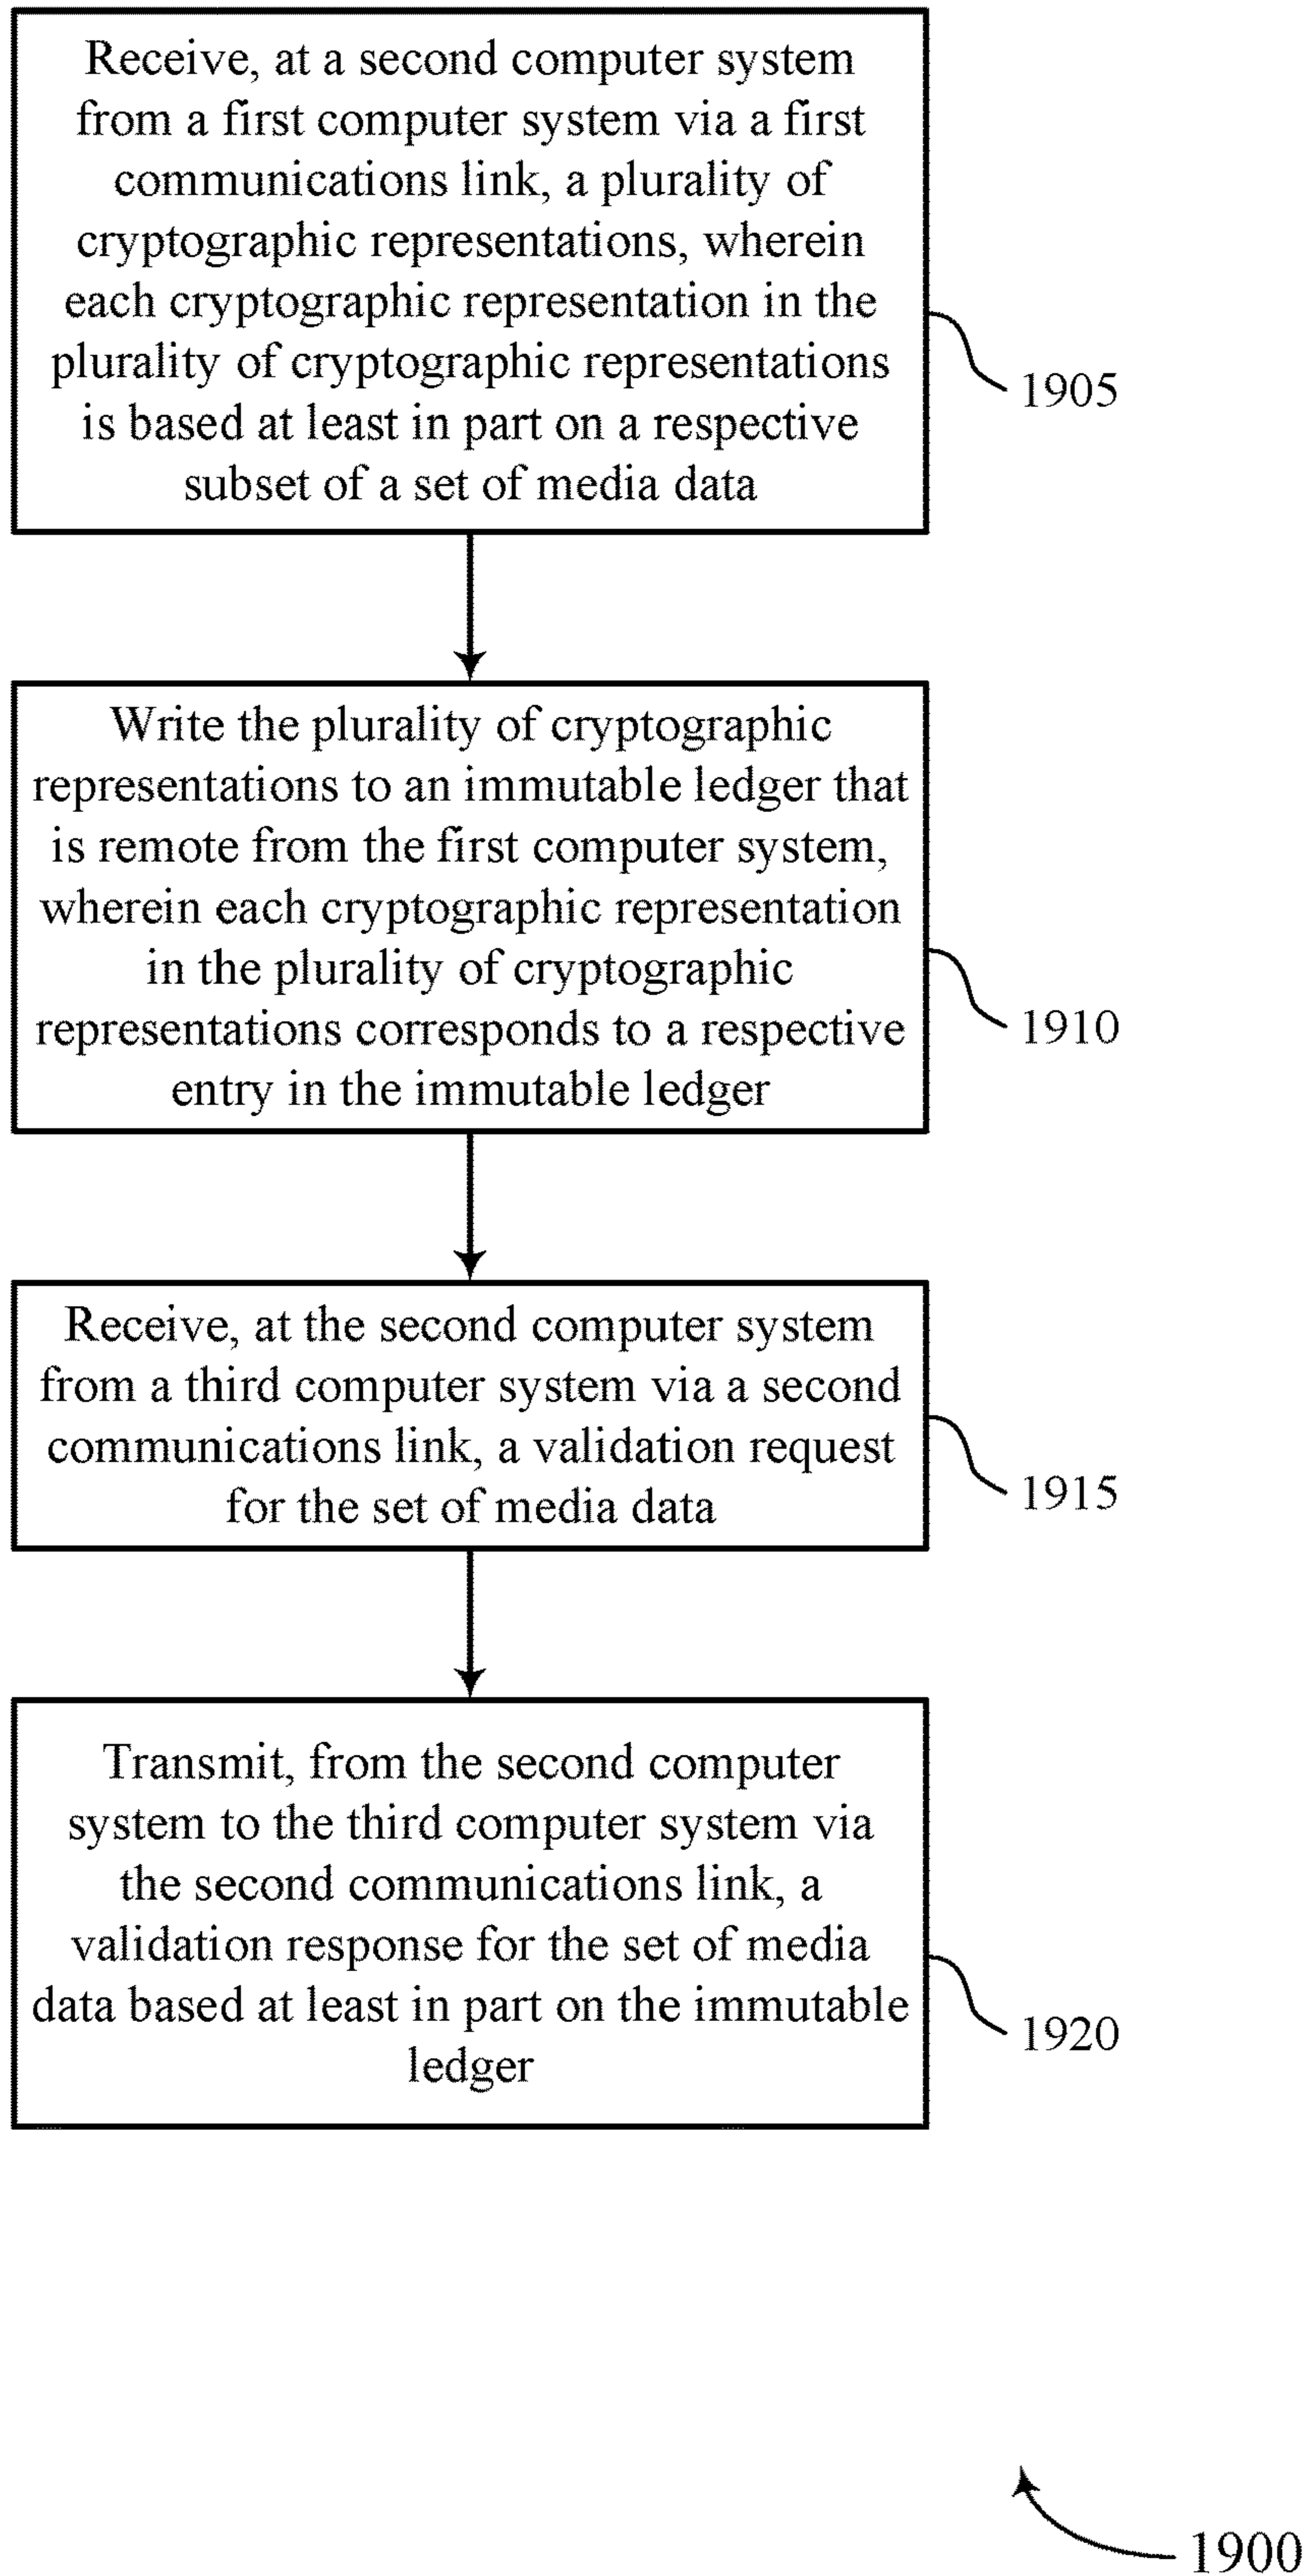 Receive, at a second computer system
from a first computer system via a first
communications link, a plurality of
cryptographic representations, wherein
each cryptographic representation in the
plurality of cryptographic representations
is based at least in part on a respective
subset of a set of media data
1905
Write the plurality of cryptographic
representations to an immutable ledger that
is remote from the first computer system,
wherein each cryptographic representation
in the plurality of cryptographic
representations corresponds to a respective
entry in the immutable ledger
1910
Receive, at the second computer system
from a third computer system via a second
communications link, a validation request
for the set of media data
1915
Transmit, from the second computer
system to the third computer system via
the second communications link, a
validation response for the set of media
data based at least in part on the immutable
ledger
1920
1900